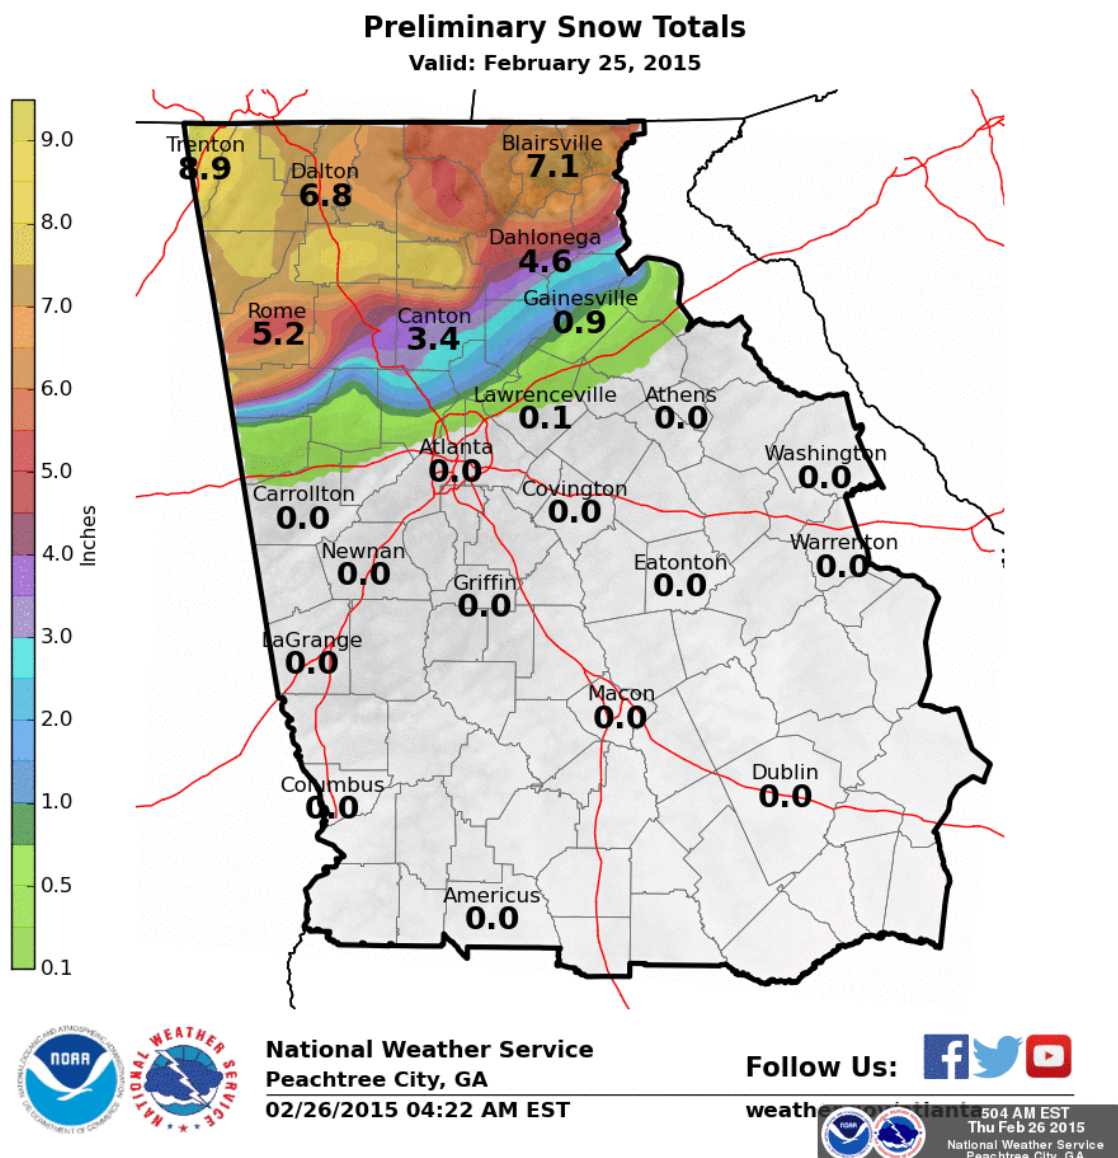 Preliminary Snow Totals
Valid: February 25, 2015
9.0
8.0
7.0
6.0
5.0
4.0
3.0
2.0
1.0
0.5
0.1
Inches
Trenton
8.9
Dalton
6.8
Blairsville
7.1
Dahlonega
4.6
Gainesville
0.9
Rome
5.2
Canton
3.4
Lawrenceville
0.1
Athens
0.0
Atlanta
0.0
Washington
0.0
Carrollton
0.0
Covington
0.0
Newnan
0.0
Warrenton
0.0
Eatonton
0.0
Griffin
0.0
LaGrange
0.0
Macon
0.0
Columbus
0.0
Dublin
0.0
Americus
0.0
NOAA
NATIONAL WEATHER SERVICE
National Weather Service
Peachtree City, GA
02/26/2015 04:22 AM EST
Follow Us:
weather.gov/atlanta
504 AM EST
Thu Feb 26 2015
National Weather Service
Peachtree City, GA